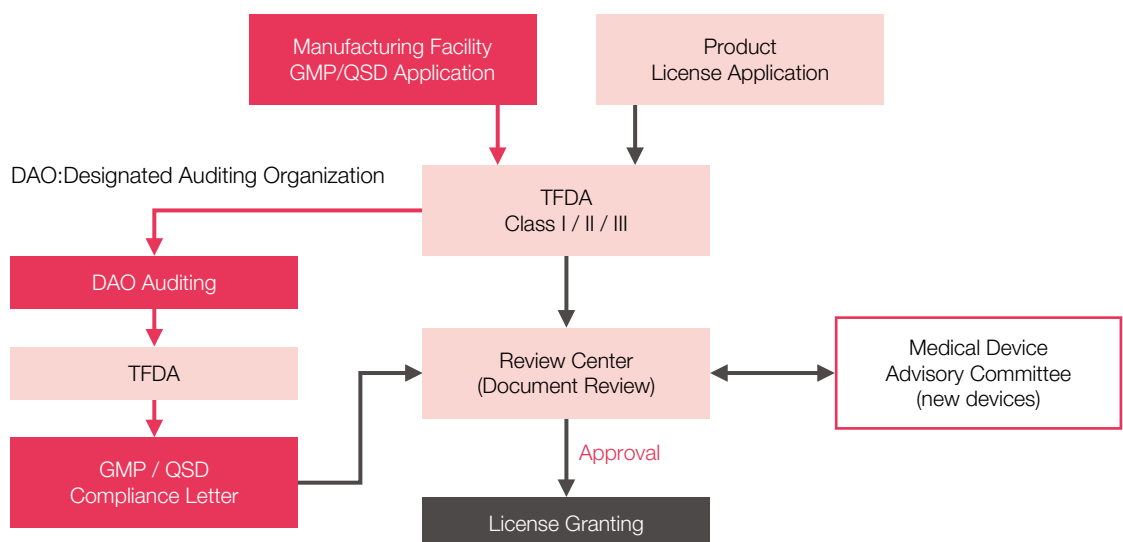 Manufacturing Facility
GMP/QSD Application
Product
License Application
DAO:Designated Auditing Organization
TFDA
Class I / II / III
DAO Auditing
TFDA
Review Center
(Document Review)
Medical Device
Advisory Committee
(new devices)
GMP / QSD
Compliance Letter
Approval
License Granting